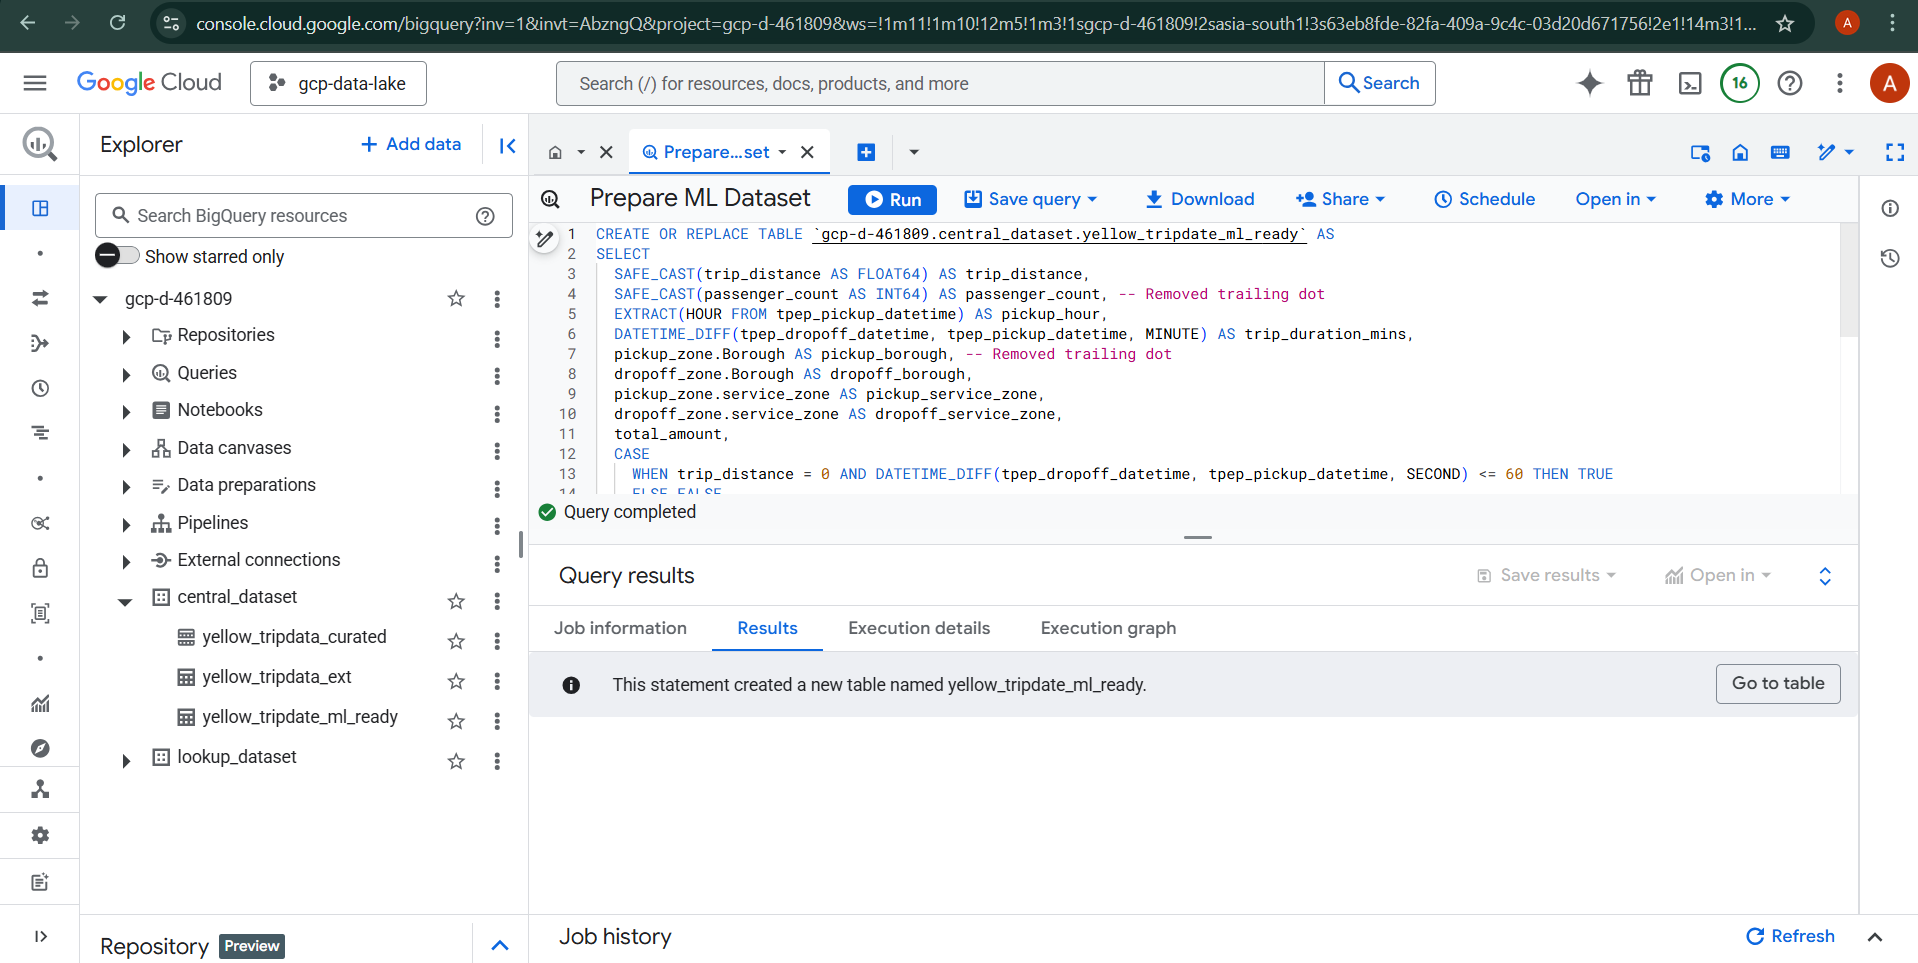 console.cloud.google.com/bigquery?inv=1&invt=AbzngQ&project=gcp-d-461809&ws=!1m11!1m10!12m5!1m3!1sgcp-d-461809!2sasia-south1!3s63eb8fde-82fa-409a-9c4c-03d20d671756!2e1!14m3!1...
A
Google Cloud
gcp-data-lake
Search (/) for resources, docs, products, and more
Search
16
A
Explorer
+ Add data
Prepare...set
Search BigQuery resources
Show starred only
gcp-d-461809
Repositories
Queries
Notebooks
Data canvases
Data preparations
Pipelines
External connections
central_dataset
yellow_tripdata_curated
yellow_tripdata_ext
yellow_tripdate_ml_ready
lookup_dataset
Repository Preview
Prepare ML Dataset
Run
Save query
Download
Share
Schedule
Open in
More
1 CREATE OR REPLACE TABLE `gcp-d-461809.central_dataset.yellow_tripdate_ml_ready` AS
2 SELECT
3 SAFE_CAST(trip_distance AS FLOAT64) AS trip_distance,
4 SAFE_CAST(passenger_count AS INT64) AS passenger_count, -- Removed trailing dot
5 EXTRACT(HOUR FROM tpep_pickup_datetime) AS pickup_hour,
6 DATETIME_DIFF(tpep_dropoff_datetime, tpep_pickup_datetime, MINUTE) AS trip_duration_mins,
7 pickup_zone.Borough AS pickup_borough, -- Removed trailing dot
8 dropoff_zone.Borough AS dropoff_borough,
9 pickup_zone.service_zone AS pickup_service_zone,
10 dropoff_zone.service_zone AS dropoff_service_zone,
11 total_amount,
12 CASE
13 WHEN trip_distance = 0 AND DATETIME_DIFF(tpep_dropoff_datetime, tpep_pickup_datetime, SECOND) <= 60 THEN TRUE
14 ELSE FALSE
Query completed
Query results
Save results
Open in
Job information
Results
Execution details
Execution graph
This statement created a new table named yellow_tripdate_ml_ready.
Go to table
Job history
Refresh